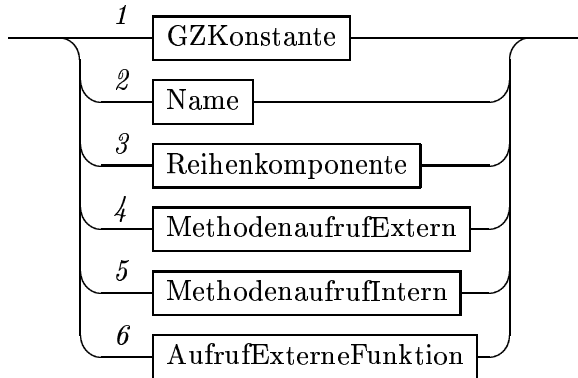 1 GZKonstante
2 Name
3 Reihenkomponente
4 MethodenaufrufExtern
5 MethodenaufrufIntern
6 AufrufExterneFunktion